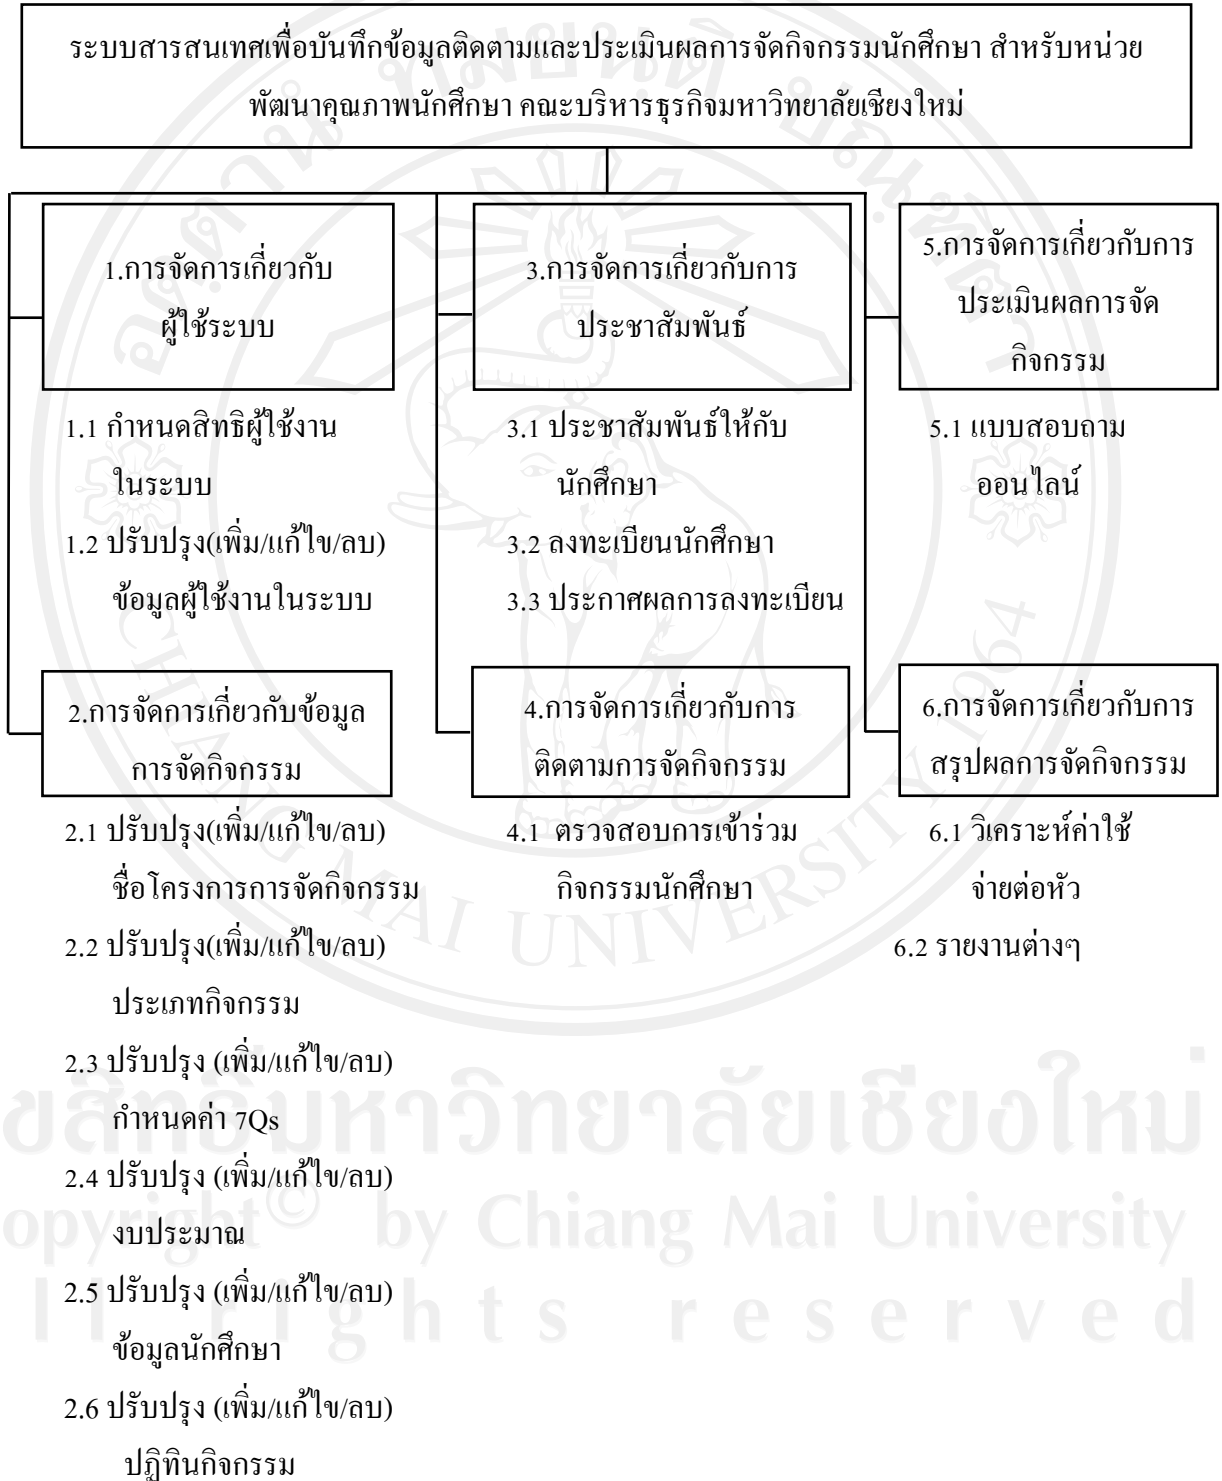 ระบบสารสนเทศเพื่อบันทึกข้อมูลติดตามและประเมินผลการจัดกิจกรรมนักศึกษา สำหรับหน่วย
พัฒนาคุณภาพนักศึกษา คณะบริหารธุรกิจมหาวิทยาลัยเชียงใหม่
1.การจัดการเกี่ยวกับ
ผู้ใช้ระบบ
1.1 กำหนดสิทธิผู้ใช้งาน
ในระบบ
1.2 ปรับปรุง(เพิ่ม/แก้ไข/ลบ)
ข้อมูลผู้ใช้งานในระบบ
2.การจัดการเกี่ยวกับข้อมูล
การจัดกิจกรรม
2.1 ปรับปรุง(เพิ่ม/แก้ไข/ลบ)
ชื่อโครงการการจัดกิจกรรม
2.2 ปรับปรุง(เพิ่ม/แก้ไข/ลบ)
ประเภทกิจกรรม
2.3 ปรับปรุง (เพิ่ม/แก้ไข/ลบ)
กำหนดค่า 7Qs
2.4 ปรับปรุง (เพิ่ม/แก้ไข/ลบ)
งบประมาณ
2.5 ปรับปรุง (เพิ่ม/แก้ไข/ลบ)
ข้อมูลนักศึกษา
2.6 ปรับปรุง (เพิ่ม/แก้ไข/ลบ)
ปฏิทินกิจกรรม
3.การจัดการเกี่ยวกับการ
ประชาสัมพันธ์
3.1 ประชาสัมพันธ์ให้กับ
นักศึกษา
3.2 ลงทะเบียนนักศึกษา
3.3 ประกาศผลการลงทะเบียน
4.การจัดการเกี่ยวกับการ
ติดตามการจัดกิจกรรม
4.1 ตรวจสอบการเข้าร่วม
กิจกรรมนักศึกษา
5.การจัดการเกี่ยวกับการ
ประเมินผลการจัด
กิจกรรม
5.1 แบบสอบถาม
ออนไลน์
6.การจัดการเกี่ยวกับการ
สรุปผลการจัดกิจกรรม
6.1 วิเคราะห์ค่าใช้
จ่ายต่อหัว
6.2 รายงานต่างๆ
CHIANG MAI UNIVERSITY 1964
ขสิทธิ์มหาวิทยาลัยเชียงใหม่
opyright© by Chiang Mai University
ll rights reserved